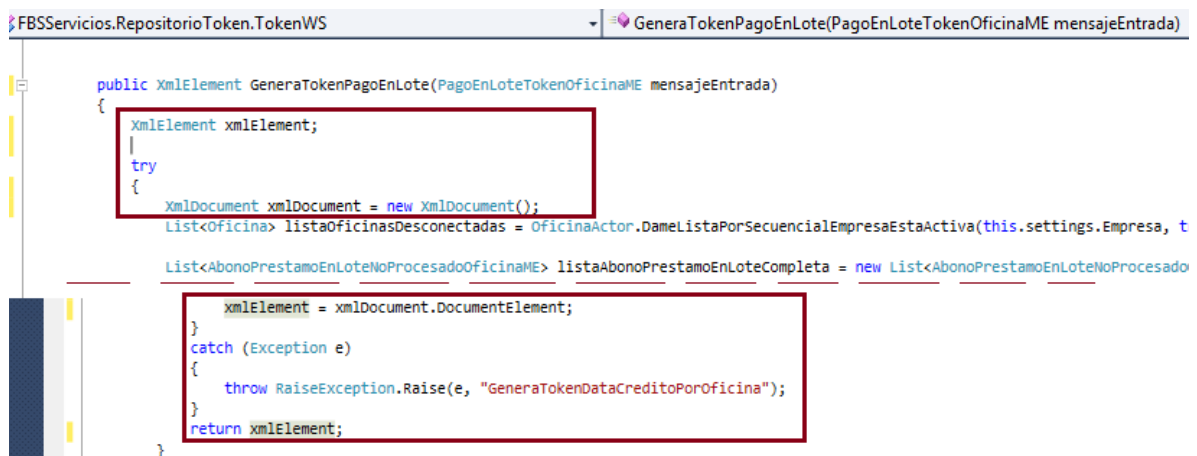 FBSServicios.RepositorioToken.TokenWS GeneraTokenPagoEnLote(PagoEnLoteTokenOficinaME mensajeEntrada)
public XmlElement GeneraTokenPagoEnLote(PagoEnLoteTokenOficinaME mensajeEntrada)
{
XmlElement xmlElement;
try
{
XmlDocument xmlDocument = new XmlDocument();
List<Oficina> listaOficinasDesconectadas = OficinaActor.DameListaPorSecuencialEmpresaEstaActiva(this.settings.Empresa, t
List<AbonoPrestamoEnLoteNoProcesadoOficinaME> listaAbonoPrestamoEnLoteCompleta = new List<AbonoPrestamoEnLoteNoProcesado
xmlElement = xmlDocument.DocumentElement;
}
catch (Exception e)
{
throw RaiseException.Raise(e, "GeneraTokenDataCreditoPorOficina");
}
return xmlElement;
}